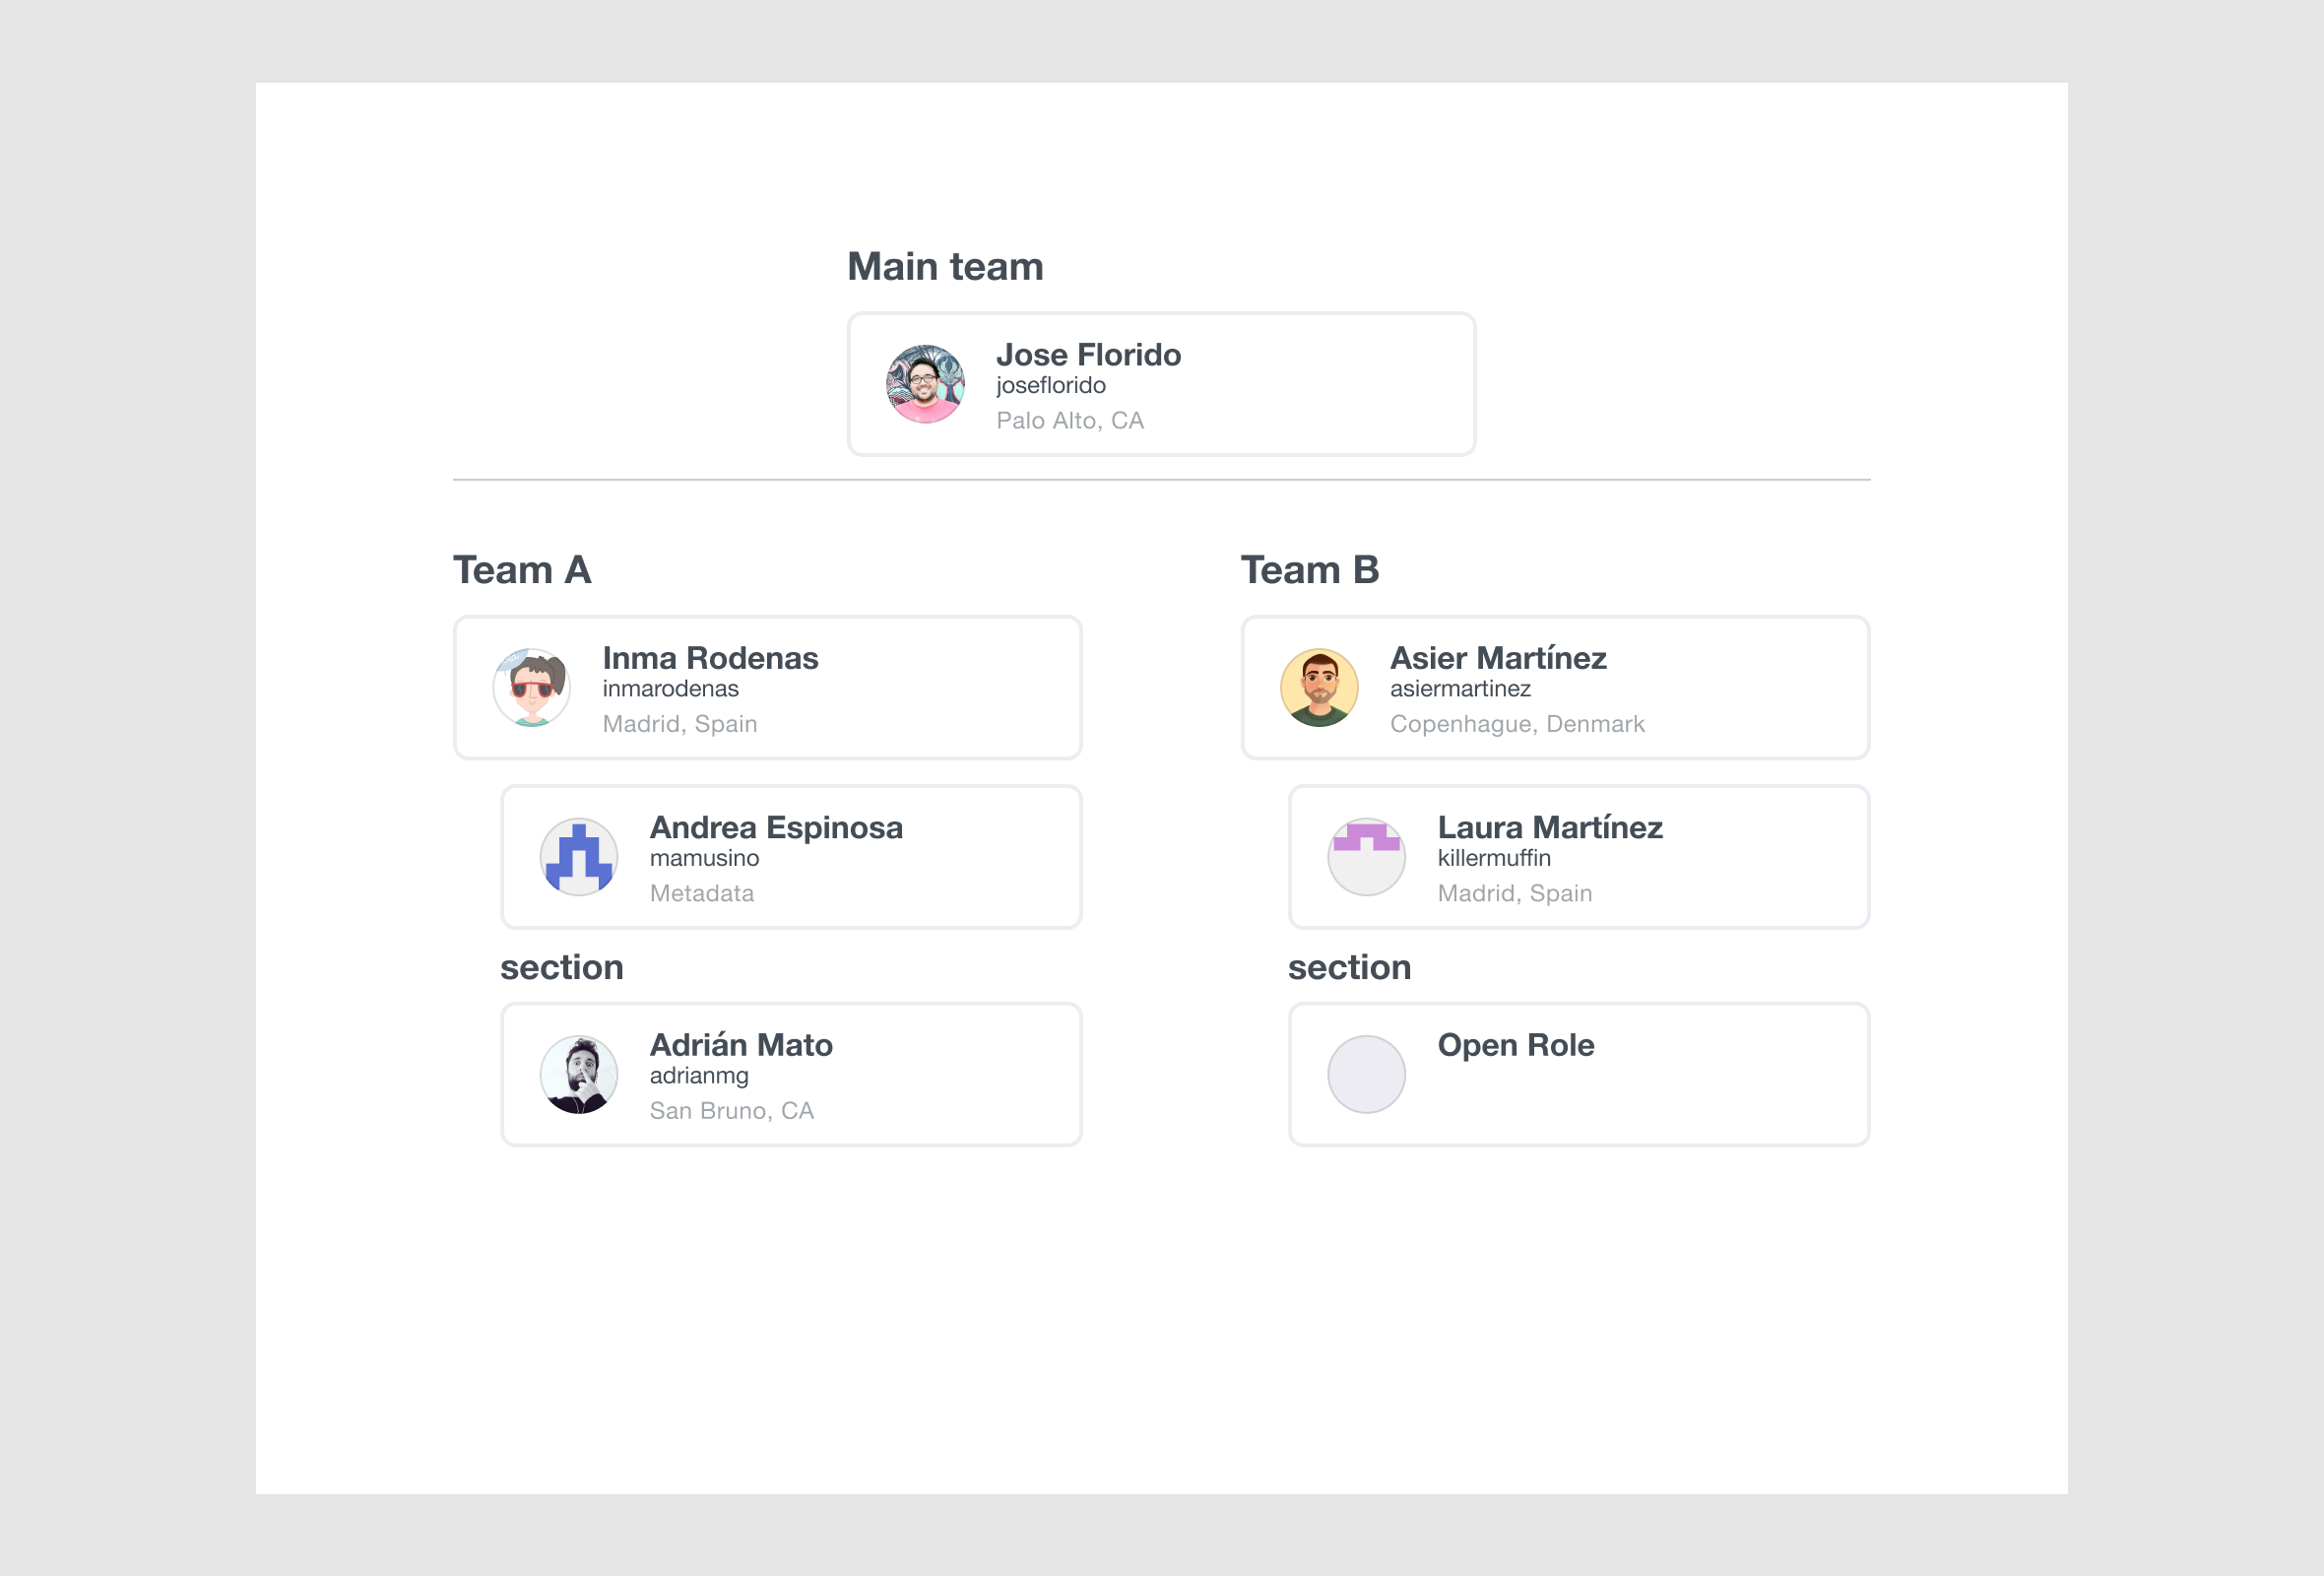 Main team
Jose Florido
joseflorido
Palo Alto, CA
Team A
Inma Rodenas
inmarodenas
Madrid, Spain
Andrea Espinosa
mamusino
Metadata
section
Adrián Mato
adrianmg
San Bruno, CA
Team B
Asier Martínez
asiermartinez
Copenhague, Denmark
Laura Martínez
killermuffin
Madrid, Spain
section
Open Role